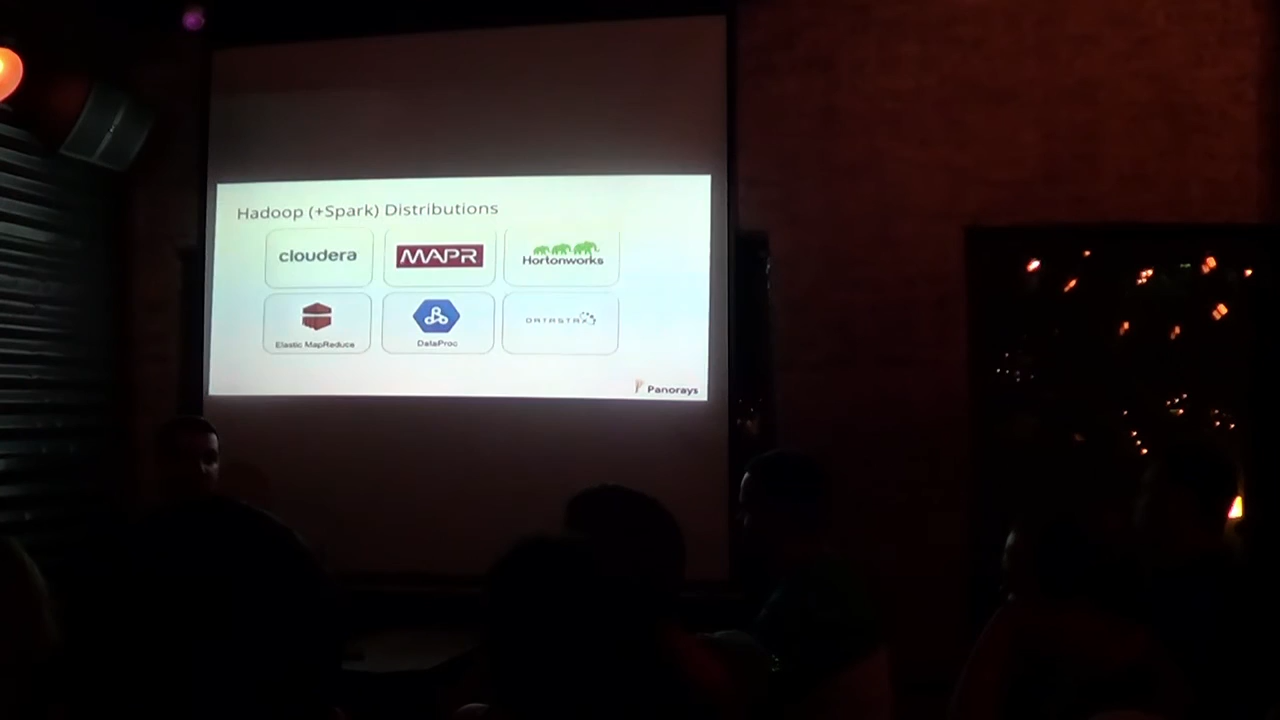 Hadoop (+Spark) Distributions
cloudera
MAPR
Hortonworks
Elastic MapReduce
DataProc
DATASTAX
Panorays